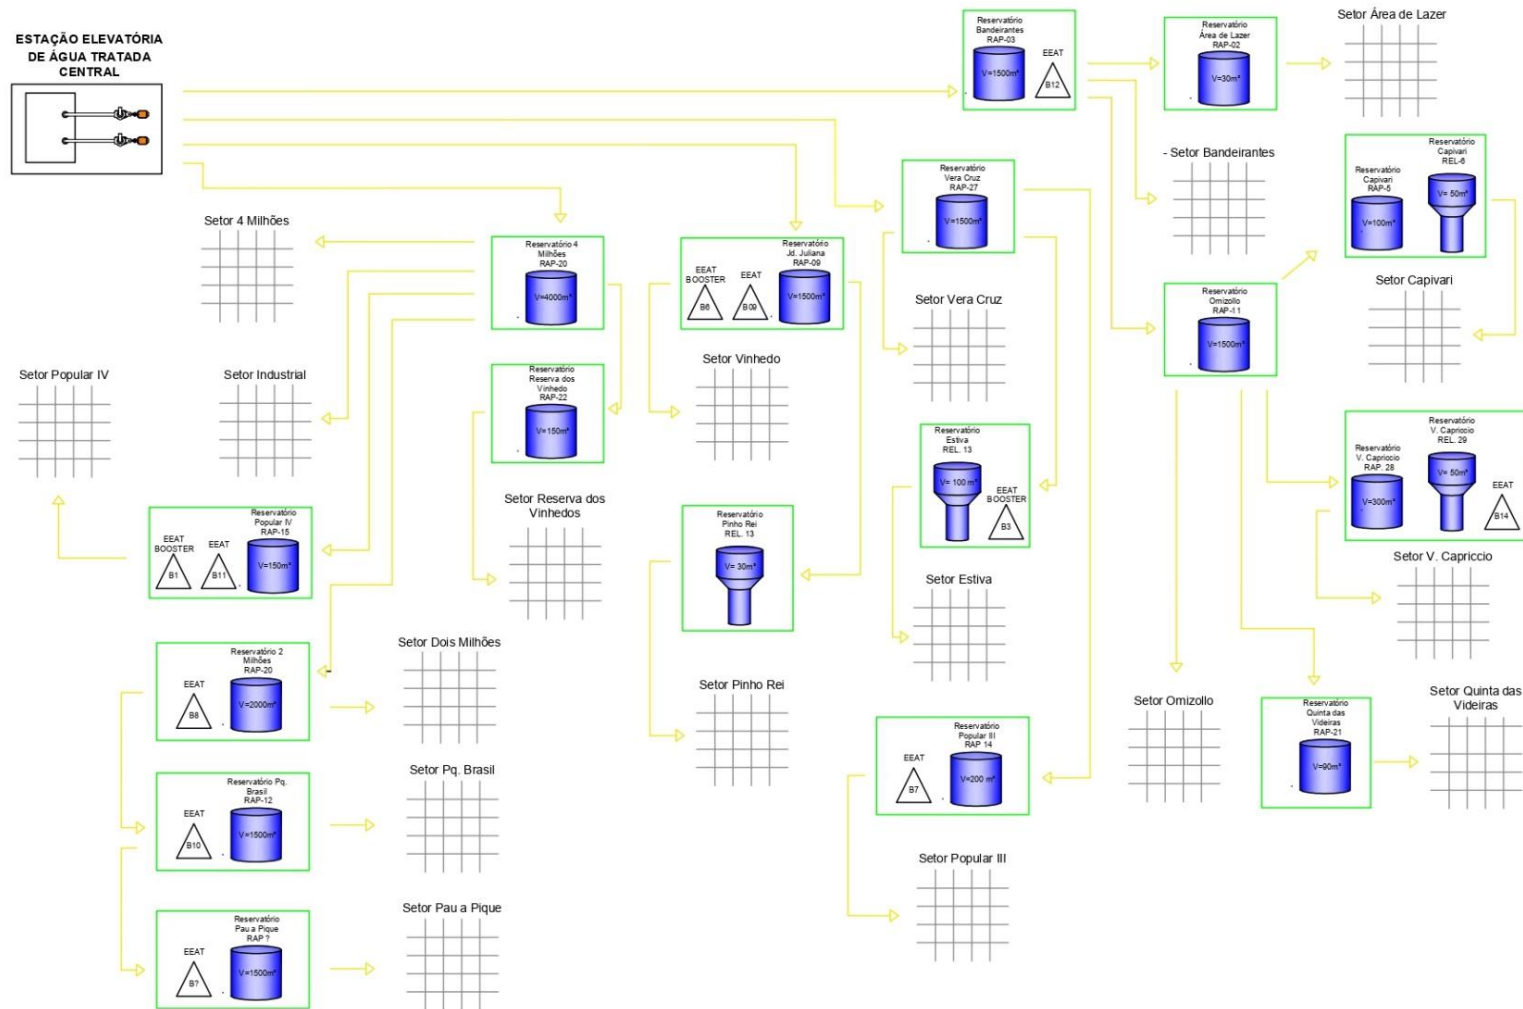 ESTAÇÃO ELEVATÓRIA
DE ÁGUA TRATADA
CENTRAL
Reservatório
Bandeirantes
RAP-03
V=1500m³
EEAT
B12
Reservatório
Área de Lazer
RAP-02
V=30m³
Setor Área de Lazer
- Setor Bandeirantes
Reservatório
Capivari
RAP-5
V=100m³
Reservatório
Capivari
REL-6
V= 50m³
Setor Capivari
Reservatório
Vera Cruz
RAP-27
V=1500m³
Setor 4 Milhões
Reservatório 4
Milhões
RAP-20
V=4000m³
EEAT
BOOSTER
B6
EEAT
B09
Reservatório
Jd. Juliana
RAP-09
V=1500m³
Setor Vera Cruz
Reservatório
Omizollo
RAP-11
V=1500m³
Setor Popular IV
Setor Industrial
Reservatório
Reserva dos
Vinhedo
RAP-22
V=150m³
Setor Vinhedo
Reservatório
Estiva
REL. 13
V= 100 m³
EEAT
BOOSTER
B3
Reservatório
V. Capriccio
RAP. 28
V=300m³
Reservatório
V. Capriccio
REL. 29
V= 50m³
EEAT
B14
Setor V. Capriccio
EEAT
BOOSTER
B1
EEAT
B11
Reservatório
Popular IV
RAP-15
V=150m³
Setor Reserva dos
Vinhedos
Reservatório
Pinho Rei
REL. 13
V= 30m³
Setor Estiva
EEAT
B8
Reservatório 2
Milhões
RAP-20
V=2000m³
Setor Dois Milhões
Setor Pinho Rei
EEAT
B7
Reservatório
Popular III
RAP 14
V=200 m³
Setor Omizollo
Reservatório
Quinta das
Videiras
RAP-21
V=90m³
Setor Quinta das
Videiras
EEAT
B10
Reservatório Pq.
Brasil
RAP-12
V=1500m³
Setor Pq. Brasil
Setor Popular III
EEAT
B?
Reservatório
Pau a Pique
RAP ?
V=1500m³
Setor Pau a Pique